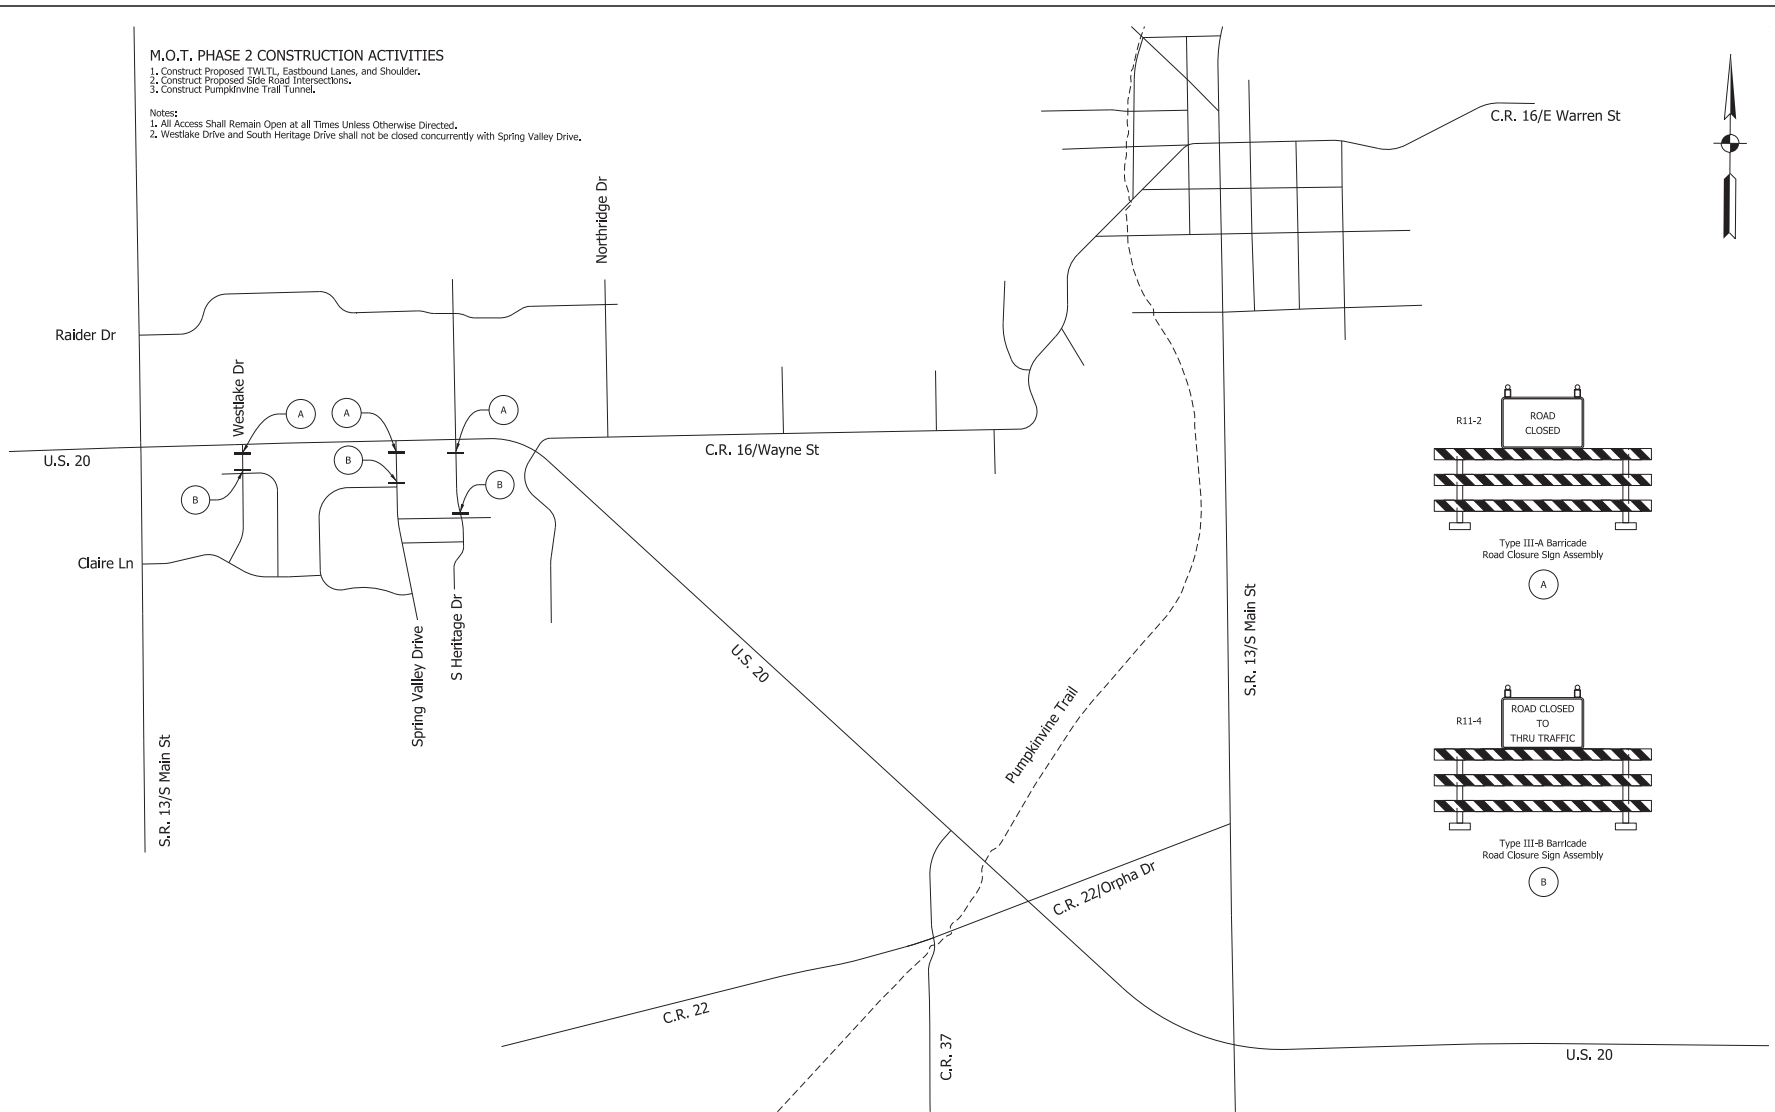 M.O.T. PHASE 2 CONSTRUCTION ACTIVITIES
1. Construct Proposed TWLTL, Eastbound Lanes, and Shoulder.
2. Construct Proposed Side Road Intersections.
3. Construct Pumpkinvine Trail Tunnel.
Notes:
1. All Access Shall Remain Open at all Times Unless Otherwise Directed.
2. Westlake Drive and South Heritage Drive shall not be closed concurrently with Spring Valley Drive.
C.R. 16/E Warren St
Northridge Dr
Raider Dr
Westlake Dr
A
A
A
U.S. 20
C.R. 16/Wayne St
B
B
B
Claire Ln
S Heritage Dr
Spring Valley Drive
S.R. 13/S Main St
U.S. 20
Pumpkinvine Trail
S.R. 13/S Main St
C.R. 22/Orpha Dr
C.R. 22
C.R. 37
U.S. 20
R11-2
ROAD
CLOSED
Type III-A Barricade
Road Closure Sign Assembly
A
R11-4
ROAD CLOSED
TO
THRU TRAFFIC
Type III-B Barricade
Road Closure Sign Assembly
B